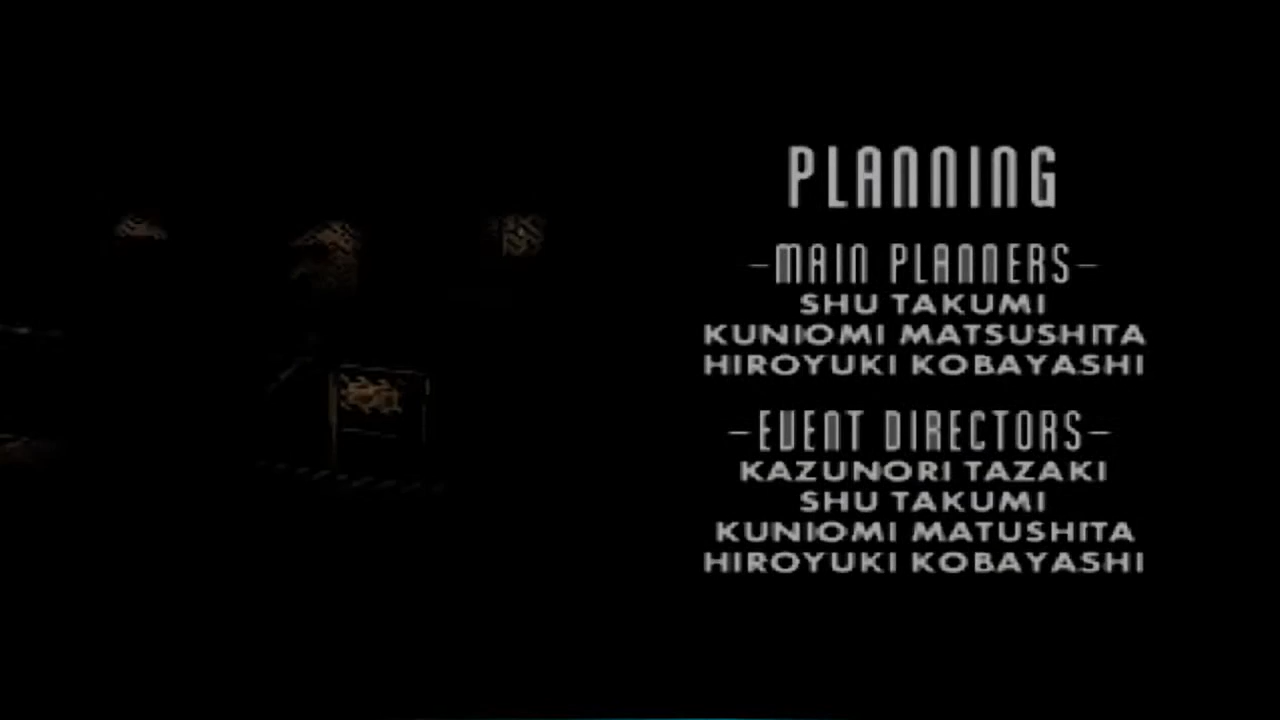 PLANNING
-MAIN PLANNERS-
SHU TAKUMI
KUNIOMI MATSUSHITA
HIROYUKI KOBAYASHI
-EVENT DIRECTORS-
KAZUNORI TAZAKI
SHU TAKUMI
KUNIOMI MATUSHITA
HIROYUKI KOBAYASHI